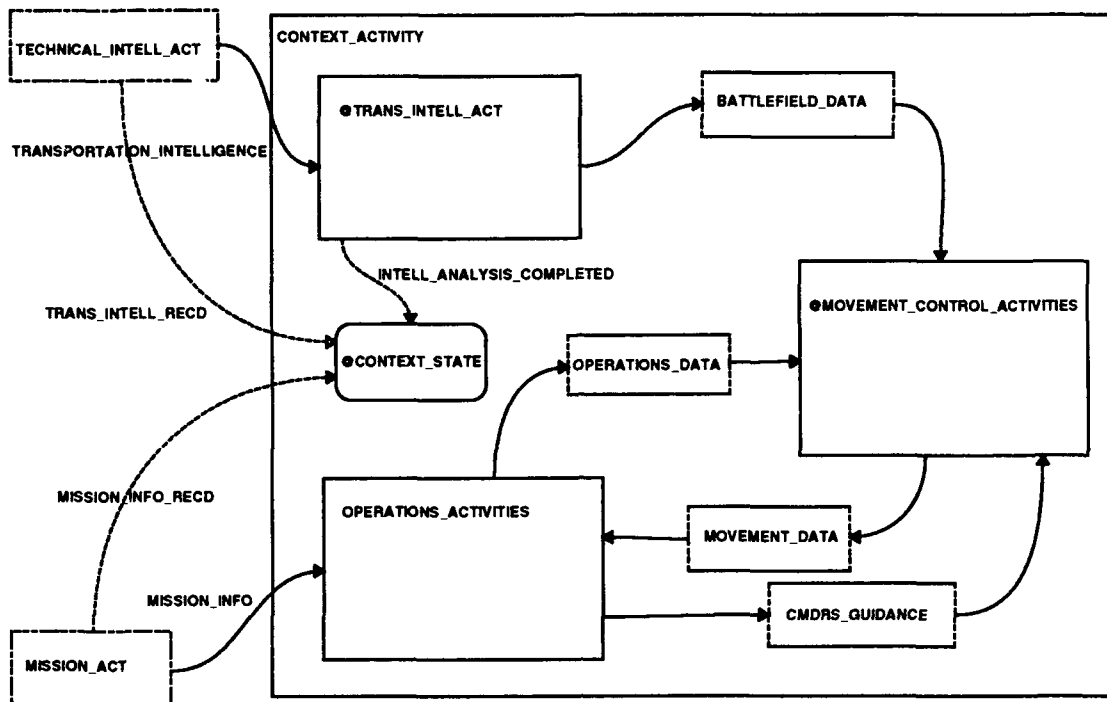 CONTEXT_ACTIVITY
TECHNICAL_INTELL_ACT
@TRANS_INTELL_ACT
BATTLEFIELD_DATA
TRANSPORTATION_INTELLIGENCE
INTELL_ANALYSIS_COMPLETED
TRANS_INTELL_RECD
@MOVEMENT_CONTROL_ACTIVITIES
@CONTEXT_STATE
OPERATIONS_DATA
MISSION_INFO_RECD
OPERATIONS_ACTIVITIES
MOVEMENT_DATA
MISSION_INFO
CMDRS_GUIDANCE
MISSION_ACT